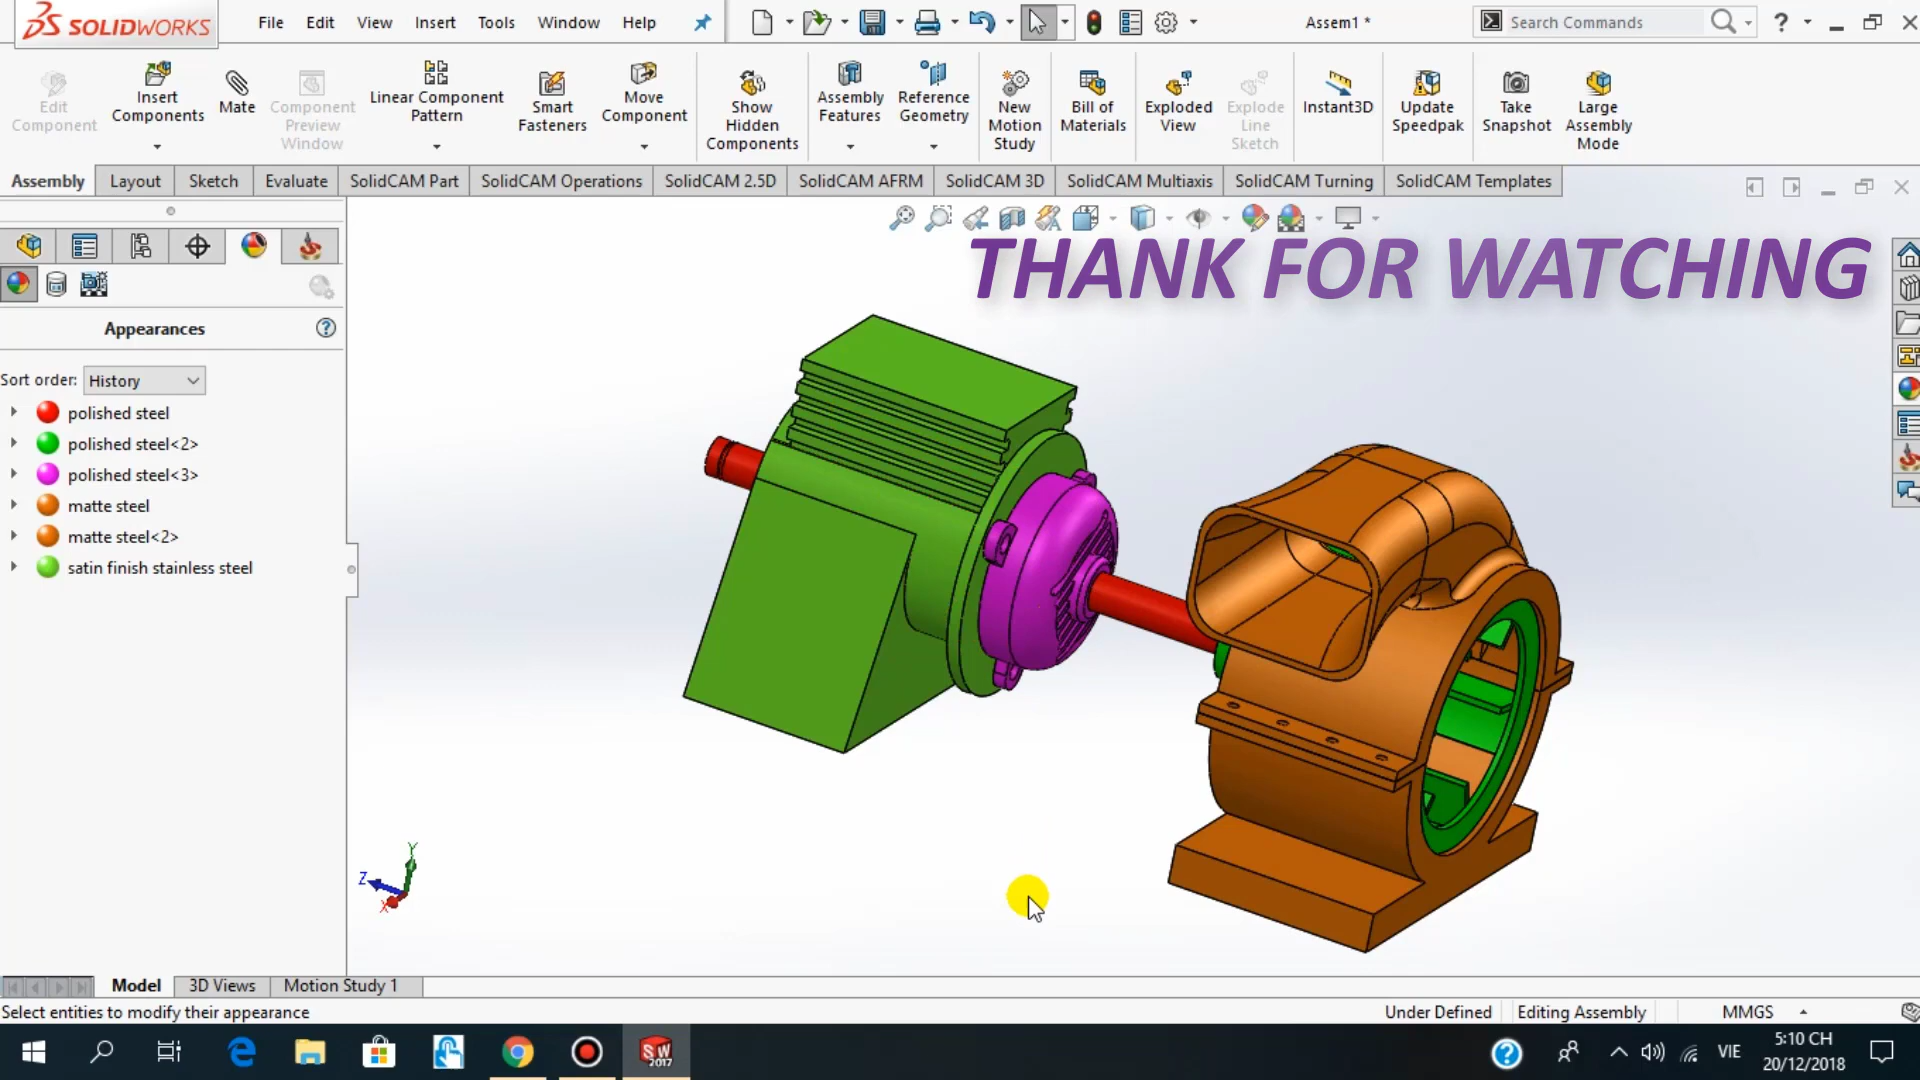 SOLIDWORKS File Edit View Insert Tools Window Help Assem1 * Search Commands ?
Edit Component
Insert Components
Mate
Component Preview Window
Linear Component Pattern
Smart Fasteners
Move Component
Show Hidden Components
Assembly Features
Reference Geometry
New Motion Study
Bill of Materials
Exploded View
Explode Line Sketch
Instant3D
Update Speedpak
Take Snapshot
Large Assembly Mode
Assembly Layout Sketch Evaluate SolidCAM Part SolidCAM Operations SolidCAM 2.5D SolidCAM AFRM SolidCAM 3D SolidCAM Multiaxis SolidCAM Turning SolidCAM Templates
THANK FOR WATCHING
Appearances
Sort order: History
polished steel
polished steel<2>
polished steel<3>
matte steel
matte steel<2>
satin finish stainless steel
Y
Z
X
Model 3D Views Motion Study 1
Select entities to modify their appearance Under Defined Editing Assembly MMGS
SW 2017
VIE
5:10 CH
20/12/2018